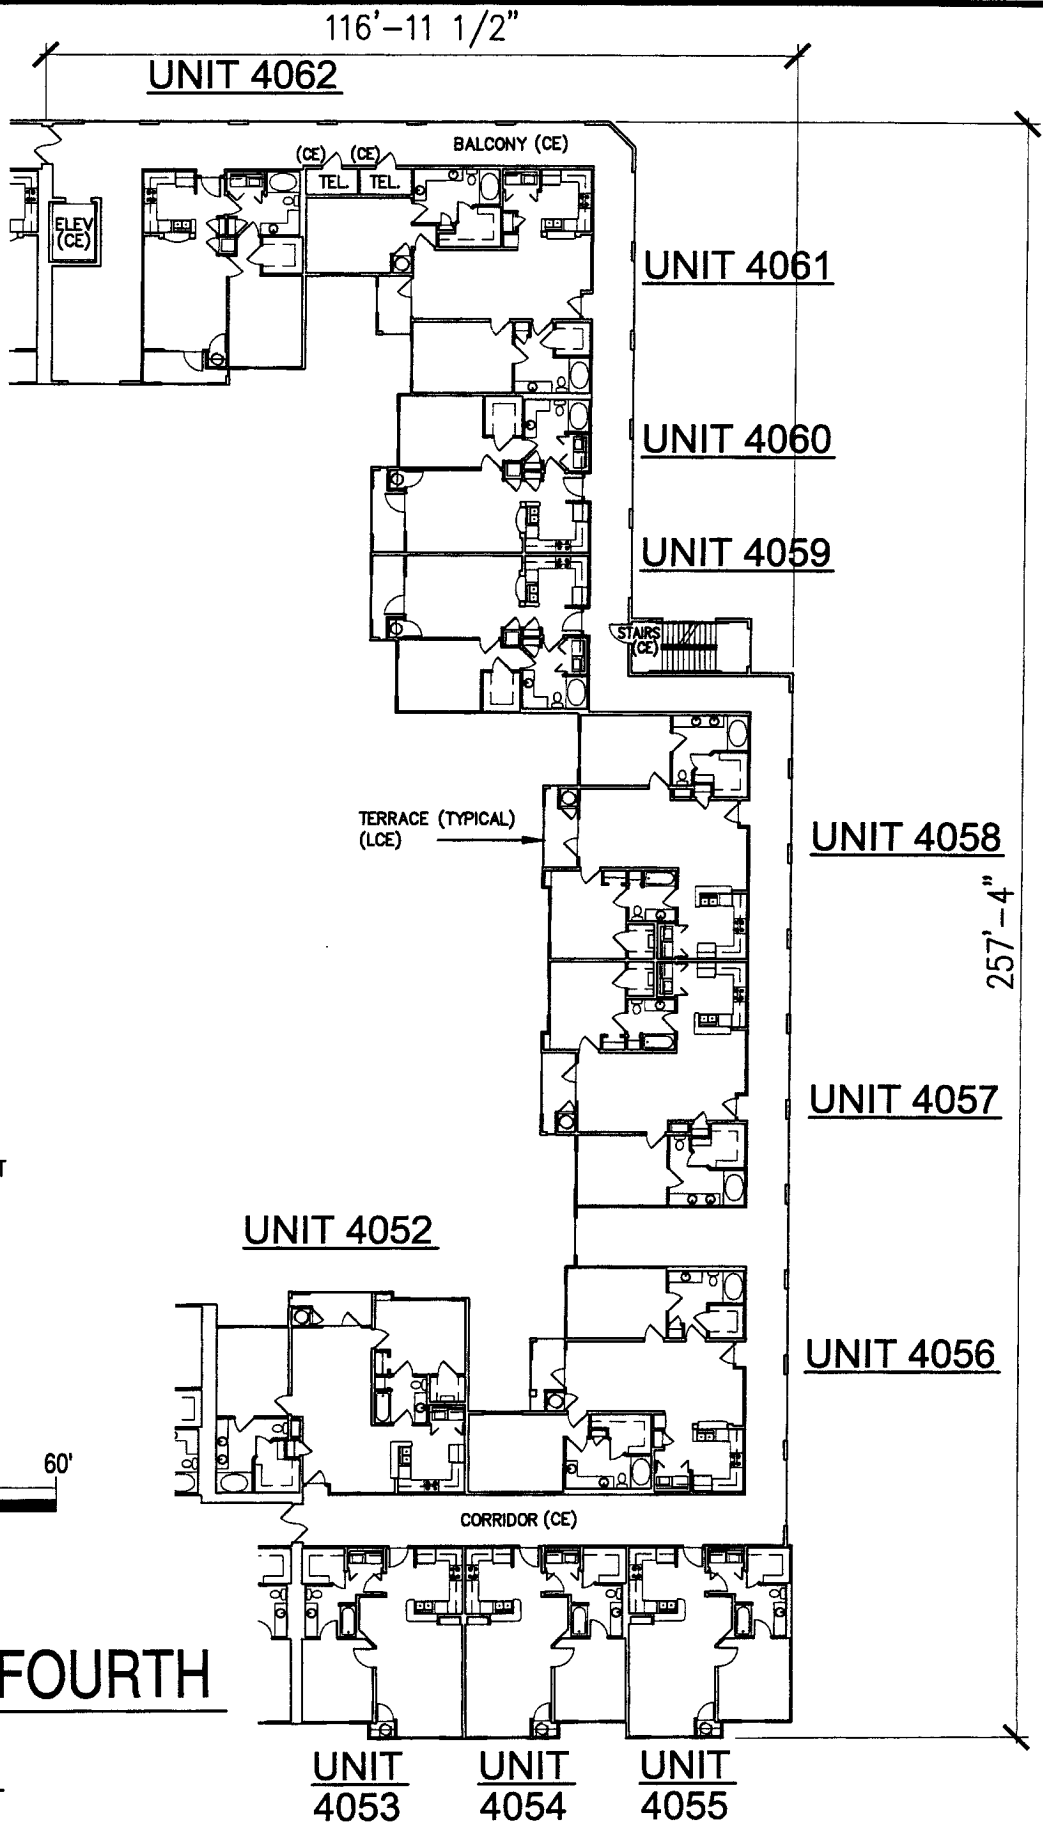 116'-11 1/2"
UNIT 4062
BALCONY (CE)
(CE) (CE)
TEL. TEL.
ELEV
(CE)
UNIT 4061
UNIT 4060
UNIT 4059
STAIRS
(CE)
TERRACE (TYPICAL)
(LCE)
UNIT 4058
257'-4"
UNIT 4057
T
UNIT 4052
UNIT 4056
60'
CORRIDOR (CE)
FOURTH
UNIT
4053
UNIT
4054
UNIT
4055